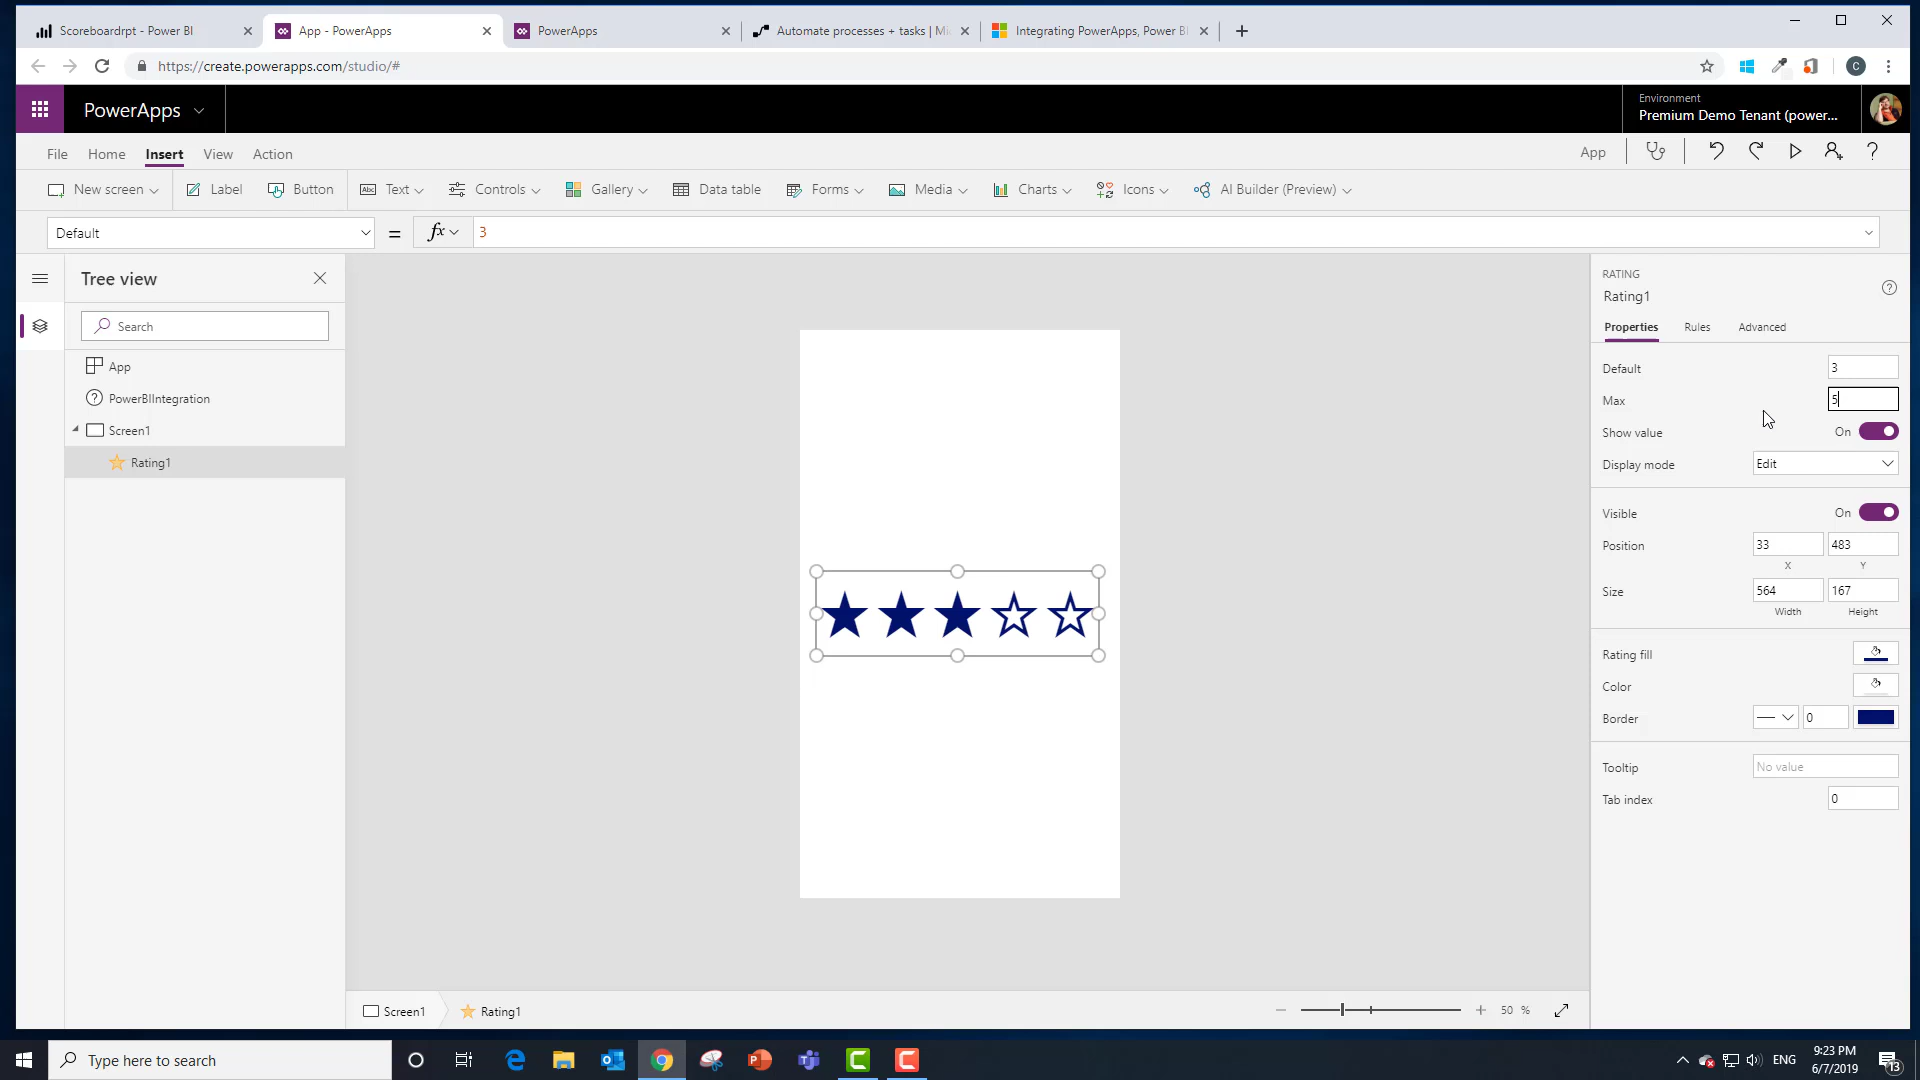 Scoreboardrpt - Power BI
App - PowerApps
PowerApps
Automate processes + tasks | Mi
Integrating PowerApps, Power BI
https://create.powerapps.com/studio/#
C
PowerApps
Environment
Premium Demo Tenant (power...
File Home Insert View Action
App
?
New screen Label Button Abc Text Controls Gallery Data table Forms Media Charts Icons AI Builder (Preview)
Default = fx 3
Tree view
Search
App
PowerBIIntegration
Screen1
Rating1
RATING
Rating1
Properties Rules Advanced
Default 3
Max 5
Show value On
Display mode Edit
Visible On
Position 33 483
X Y
Size 564 167
Width Height
Rating fill
Color
Border 0
Tooltip No value
Tab index 0
Screen1 Rating1
50 %
Type here to search
ENG
9:23 PM
6/7/2019
13